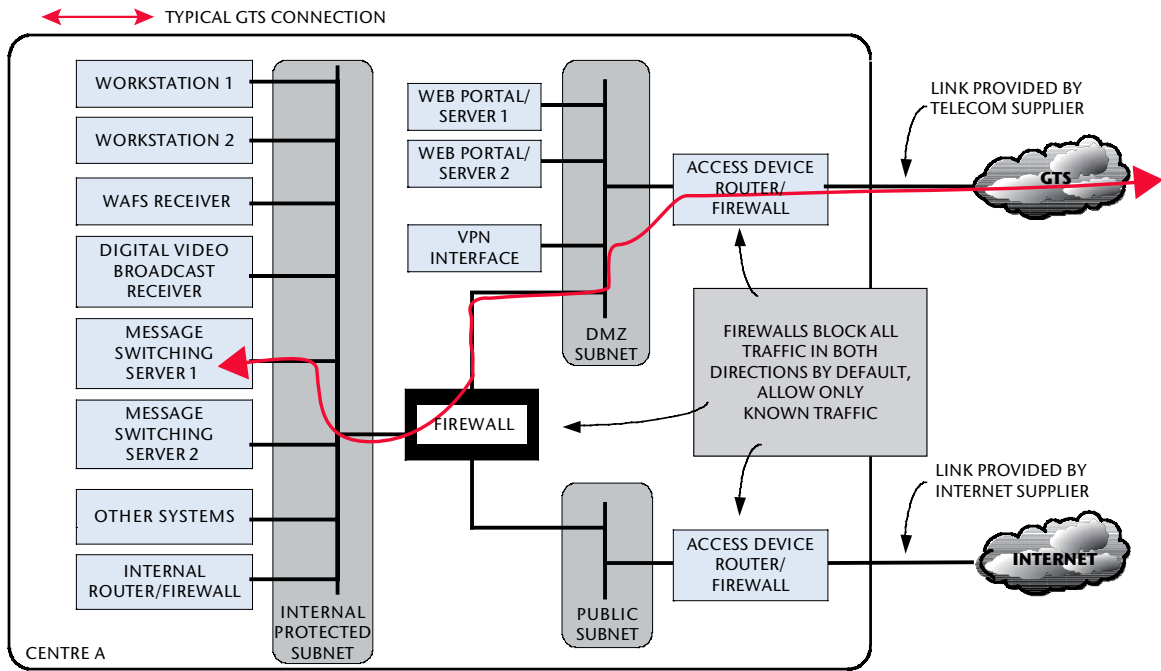 TYPICAL GTS CONNECTION
WORKSTATION 1
WORKSTATION 2
WAFS RECEIVER
DIGITAL VIDEO
BROADCAST
RECEIVER
MESSAGE
SWITCHING
SERVER 1
MESSAGE
SWITCHING
SERVER 2
OTHER SYSTEMS
INTERNAL
ROUTER/FIREWALL
INTERNAL
PROTECTED
SUBNET
CENTRE A
WEB PORTAL/
SERVER 1
WEB PORTAL/
SERVER 2
VPN
INTERFACE
FIREWALL
DMZ
SUBNET
PUBLIC
SUBNET
ACCESS DEVICE
ROUTER/
FIREWALL
FIREWALLS BLOCK ALL
TRAFFIC IN BOTH
DIRECTIONS BY DEFAULT,
ALLOW ONLY
KNOWN TRAFFIC
ACCESS DEVICE
ROUTER/
FIREWALL
LINK PROVIDED BY
TELECOM SUPPLIER
GTS
LINK PROVIDED BY
INTERNET SUPPLIER
INTERNET